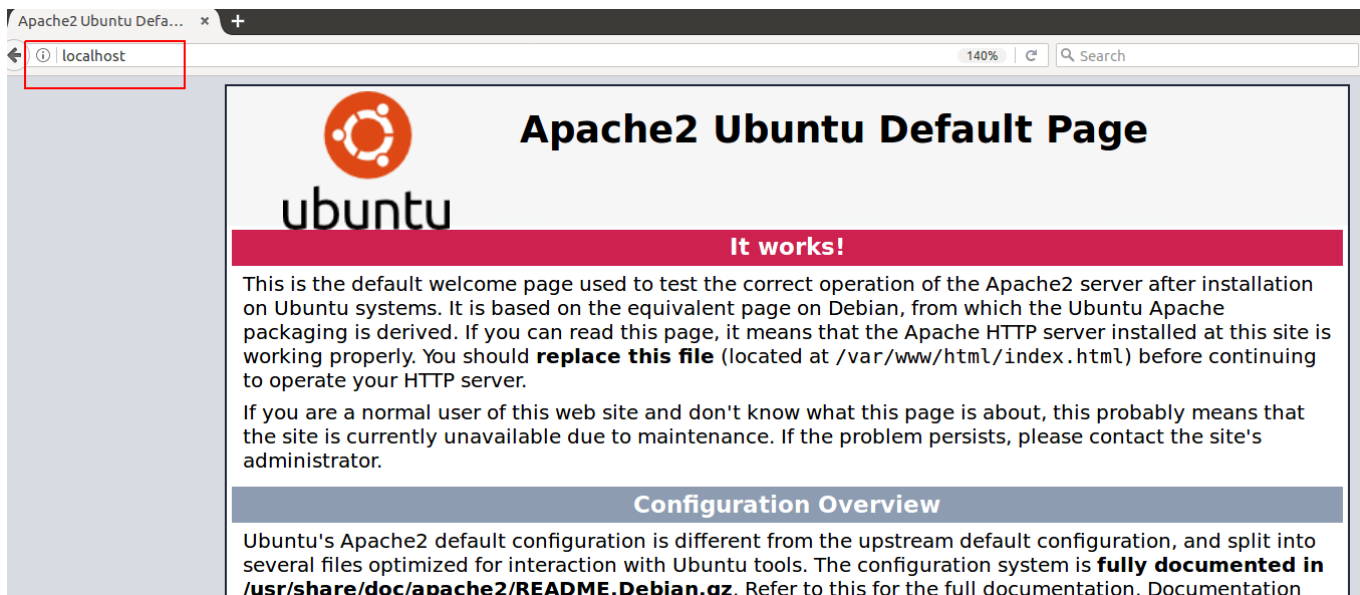 Apache2 Ubuntu Defa... × +
localhost 140% Search
ubuntu
Apache2 Ubuntu Default Page
It works!
This is the default welcome page used to test the correct operation of the Apache2 server after installation
on Ubuntu systems. It is based on the equivalent page on Debian, from which the Ubuntu Apache
packaging is derived. If you can read this page, it means that the Apache HTTP server installed at this site is
working properly. You should replace this file (located at /var/www/html/index.html) before continuing
to operate your HTTP server.
If you are a normal user of this web site and don't know what this page is about, this probably means that
the site is currently unavailable due to maintenance. If the problem persists, please contact the site's
administrator.
Configuration Overview
Ubuntu's Apache2 default configuration is different from the upstream default configuration, and split into
several files optimized for interaction with Ubuntu tools. The configuration system is fully documented in
/usr/share/doc/apache2/README.Debian.gz. Refer to this for the full documentation. Documentation